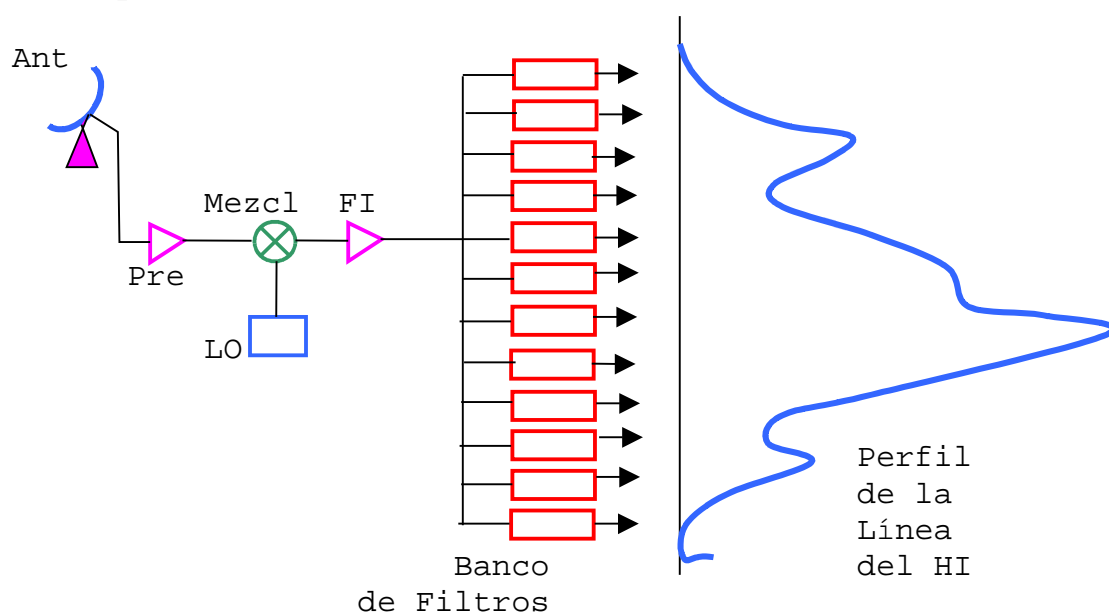 Ant
Mezcl
FI
Pre
LO
Perfil
de la
Línea
del HI
Banco
de Filtros